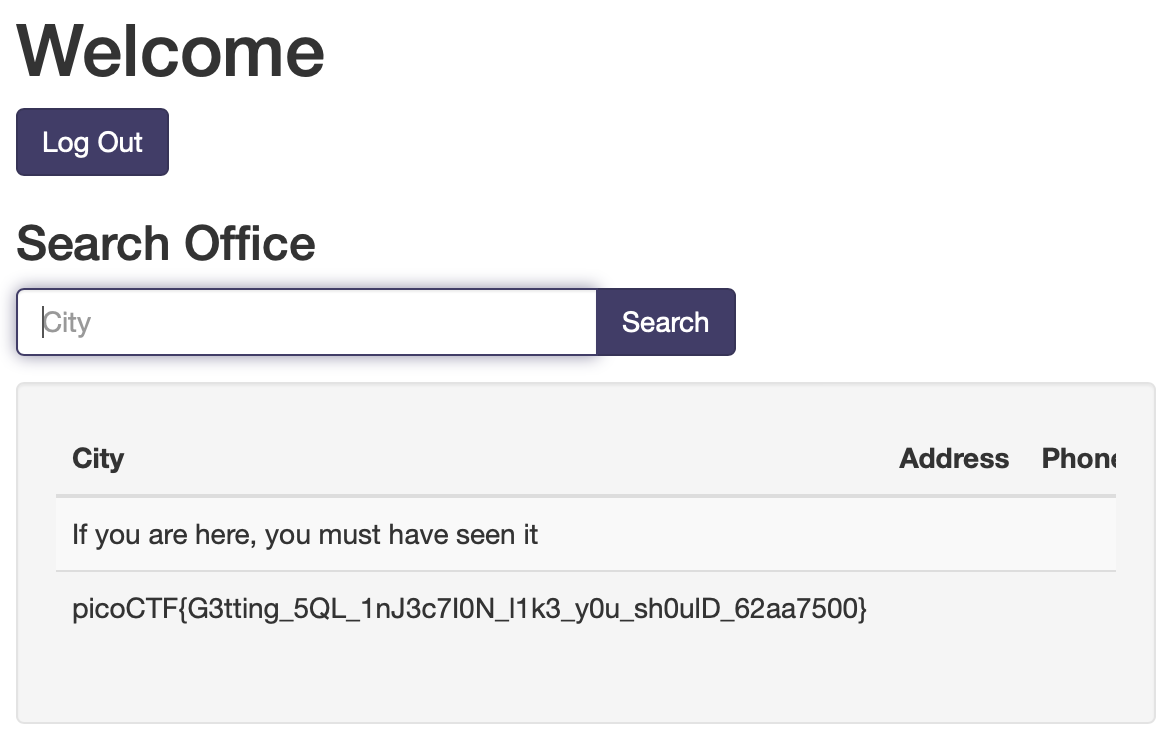 Welcome
Log Out
Search Office
City
Search
City Address Phone
If you are here, you must have seen it
picoCTF{G3tting_5QL_1nJ3c7I0N_l1k3_y0u_sh0ulD_62aa7500}